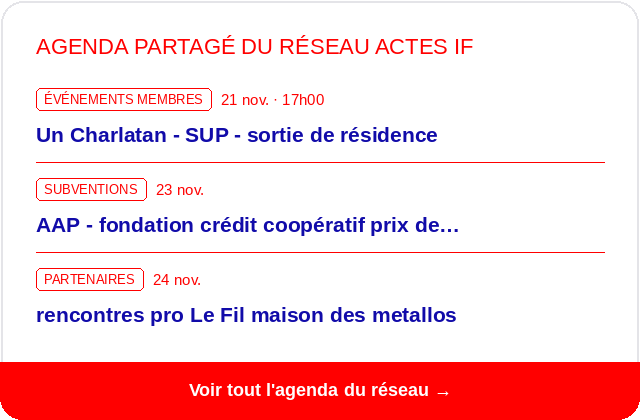 AGENDA PARTAGÉ DU RÉSEAU ACTES IF
ÉVÉNEMENTS MEMBRES 21 nov. · 17h00
Un Charlatan - SUP - sortie de résidence
SUBVENTIONS 23 nov.
AAP - fondation crédit coopératif prix de…
PARTENAIRES 24 nov.
rencontres pro Le Fil maison des metallos
Voir tout l'agenda du réseau →